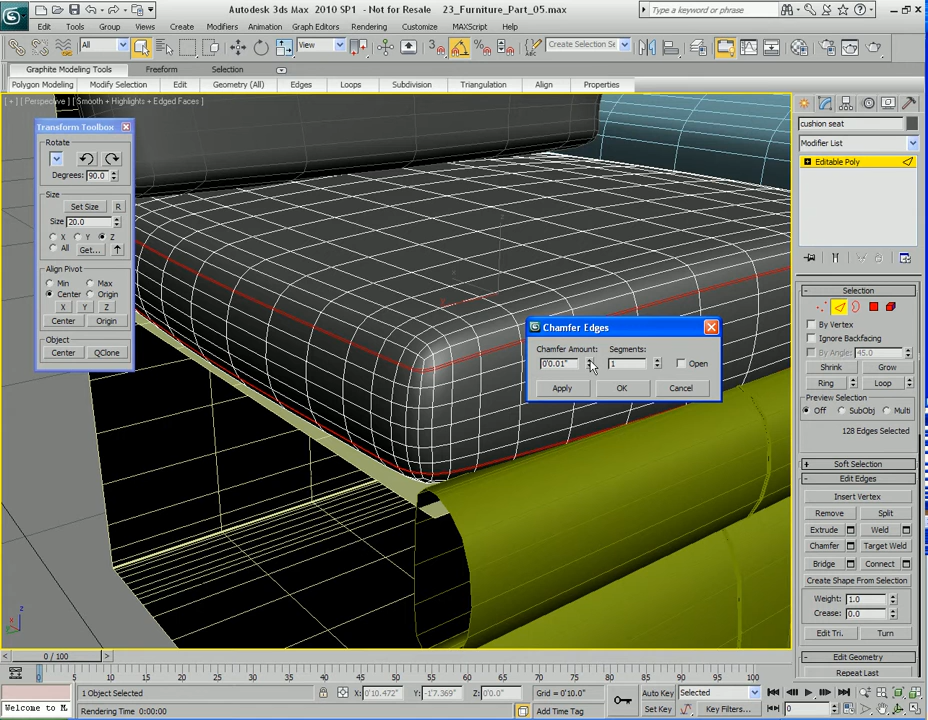 Autodesk 3ds Max 2010 SP1 - Not for Resale 23_Furniture_Part_05.max
Type a keyword or phrase
Edit Tools Group Views Create Modifiers Animation Graph Editors Rendering Customize MAXScript Help
All
View
3
Create Selection Se
Graphite Modeling Tools Freeform Selection
Polygon Modeling Modify Selection Edit Geometry (All) Edges Loops Subdivision Triangulation Align Properties
[ + ] [ Perspective ] [ Smooth + Highlights + Edged Faces ]
Transform Toolbox
Rotate
Degrees: 90.0
Size
Set Size R
Size 20.0
X Y Z
All Get...
Align Pivot
Min Max
Center Origin
X Y Z
Center Origin
Object
Center QClone
Chamfer Edges
Chamfer Amount: Segments:
0'0.01" 1 Open
Apply OK Cancel
cushion seat
Modifier List
Editable Poly
Selection
By Vertex
Ignore Backfacing
By Angle: 45.0
Shrink Grow
Ring Loop
Preview Selection
Off SubObj Multi
128 Edges Selected
Soft Selection
Edit Edges
Insert Vertex
Remove Split
Extrude Weld
Chamfer Target Weld
Bridge Connect
Create Shape From Selection
Weight: 1.0
Crease: 0.0
Edit Tri. Turn
Edit Geometry
Repeat Last
0 / 100
0 5 10 15 20 25 30 35 40 45 50 55 60 65 70 75 80 85 90 95 100
1 Object Selected X: 0'10.472" Y: -1'7.369" Z: 0'0.0" Grid = 0'10.0" Auto Key Selected
Welcome to M Rendering Time 0:00:00 Add Time Tag Set Key Key Filters... 0